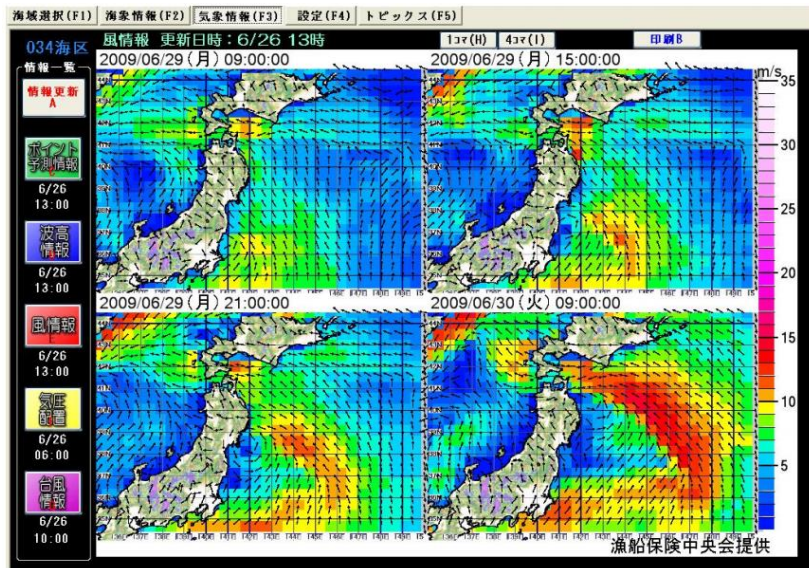 海域選択(F1) 海象情報(F2) 気象情報(F3) 設定(F4) トピックス(F5)
034海区
風情報 更新日時:6/26 13時
1コマ(H) 4コマ(I) 印刷B
情報一覧
情報更新
A
ポイント
予測情報
6/26
13:00
波高
情報
6/26
13:00
風情報
E
6/26
13:00
気圧
配置
6/26
06:00
台風
情報
6/26
10:00
2009/06/29(月) 09:00:00
2009/06/29(月) 15:00:00
2009/06/29(月) 21:00:00
2009/06/30(火) 09:00:00
m/s
35
30
25
20
15
10
5
漁船保険中央会提供